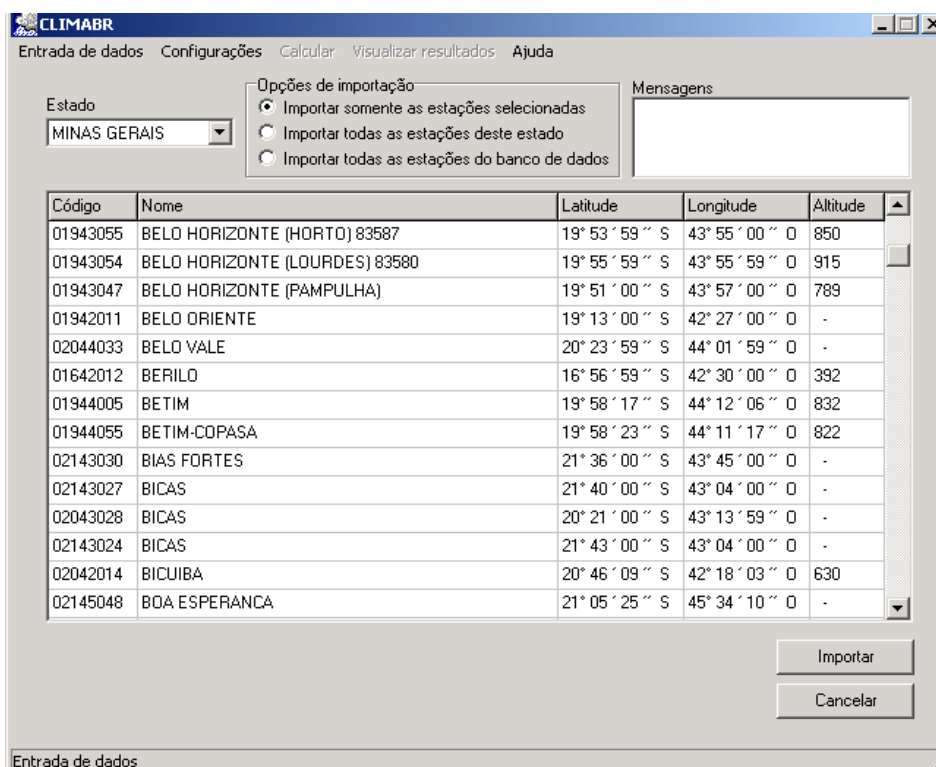 CLIMABR
Entrada de dados Configurações Calcular Visualizar resultados Ajuda
Estado
MINAS GERAIS
Opções de importação
Importar somente as estações selecionadas
Importar todas as estações deste estado
Importar todas as estações do banco de dados
Mensagens
Código Nome Latitude Longitude Altitude
01943055 BELO HORIZONTE (HORTO) 83587 19° 53 ´ 59 ˝ S 43° 55 ´ 00 ˝ O 850
01943054 BELO HORIZONTE (LOURDES) 83580 19° 55 ´ 59 ˝ S 43° 55 ´ 59 ˝ O 915
01943047 BELO HORIZONTE (PAMPULHA) 19° 51 ´ 00 ˝ S 43° 57 ´ 00 ˝ O 789
01942011 BELO ORIENTE 19° 13 ´ 00 ˝ S 42° 27 ´ 00 ˝ O -
02044033 BELO VALE 20° 23 ´ 59 ˝ S 44° 01 ´ 59 ˝ O -
01642012 BERILO 16° 56 ´ 59 ˝ S 42° 30 ´ 00 ˝ O 392
01944005 BETIM 19° 58 ´ 17 ˝ S 44° 12 ´ 06 ˝ O 832
01944055 BETIM-COPASA 19° 58 ´ 23 ˝ S 44° 11 ´ 17 ˝ O 822
02143030 BIAS FORTES 21° 36 ´ 00 ˝ S 43° 45 ´ 00 ˝ O -
02143027 BICAS 21° 40 ´ 00 ˝ S 43° 04 ´ 00 ˝ O -
02043028 BICAS 20° 21 ´ 00 ˝ S 43° 13 ´ 59 ˝ O -
02143024 BICAS 21° 43 ´ 00 ˝ S 43° 04 ´ 00 ˝ O -
02042014 BICUIBA 20° 46 ´ 09 ˝ S 42° 18 ´ 03 ˝ O 630
02145048 BOA ESPERANCA 21° 05 ´ 25 ˝ S 45° 34 ´ 10 ˝ O -
Importar
Cancelar
Entrada de dados